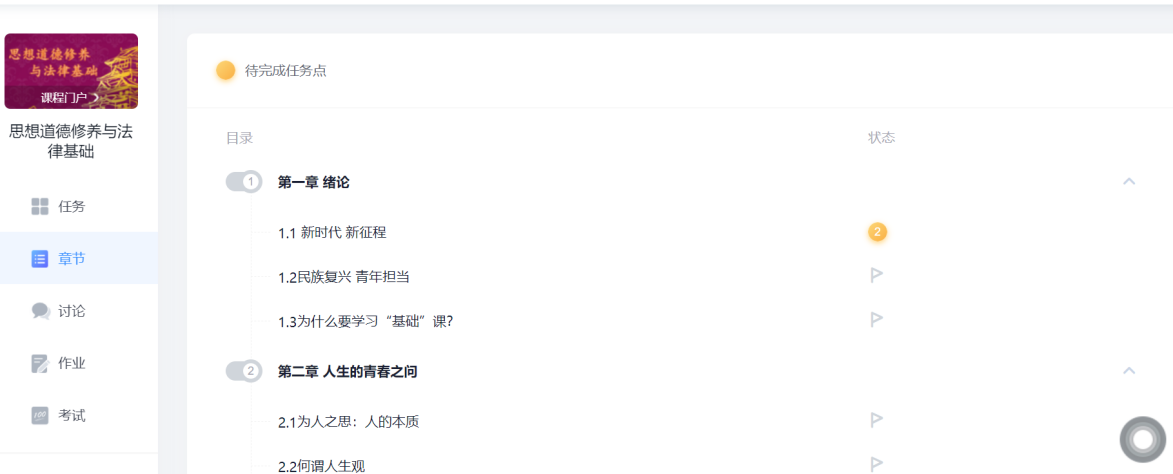 思想道德修养
与法律基础
课程门户
思想道德修养与法
律基础
任务
章节
讨论
作业
100
考试
待完成任务点
目录
状态
1
第一章 绪论
1.1 新时代 新征程
2
1.2民族复兴 青年担当
1.3为什么要学习“基础”课?
2
第二章 人生的青春之问
2.1为人之思：人的本质
2.2何谓人生观